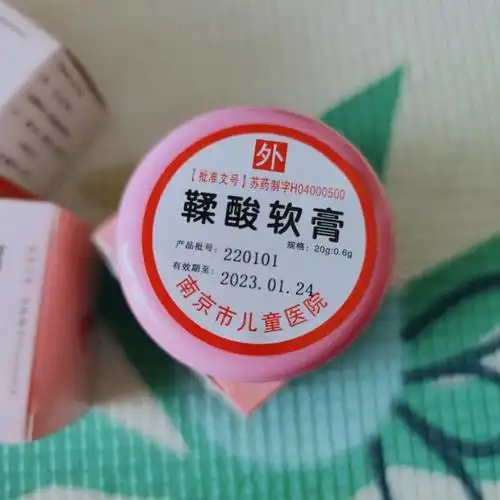 外
【批准文号】苏药制字H04000500
鞣酸软膏
产品批号：220101 规格：20g:0.6g
有效期至：2023.01.24
南京市儿童医院